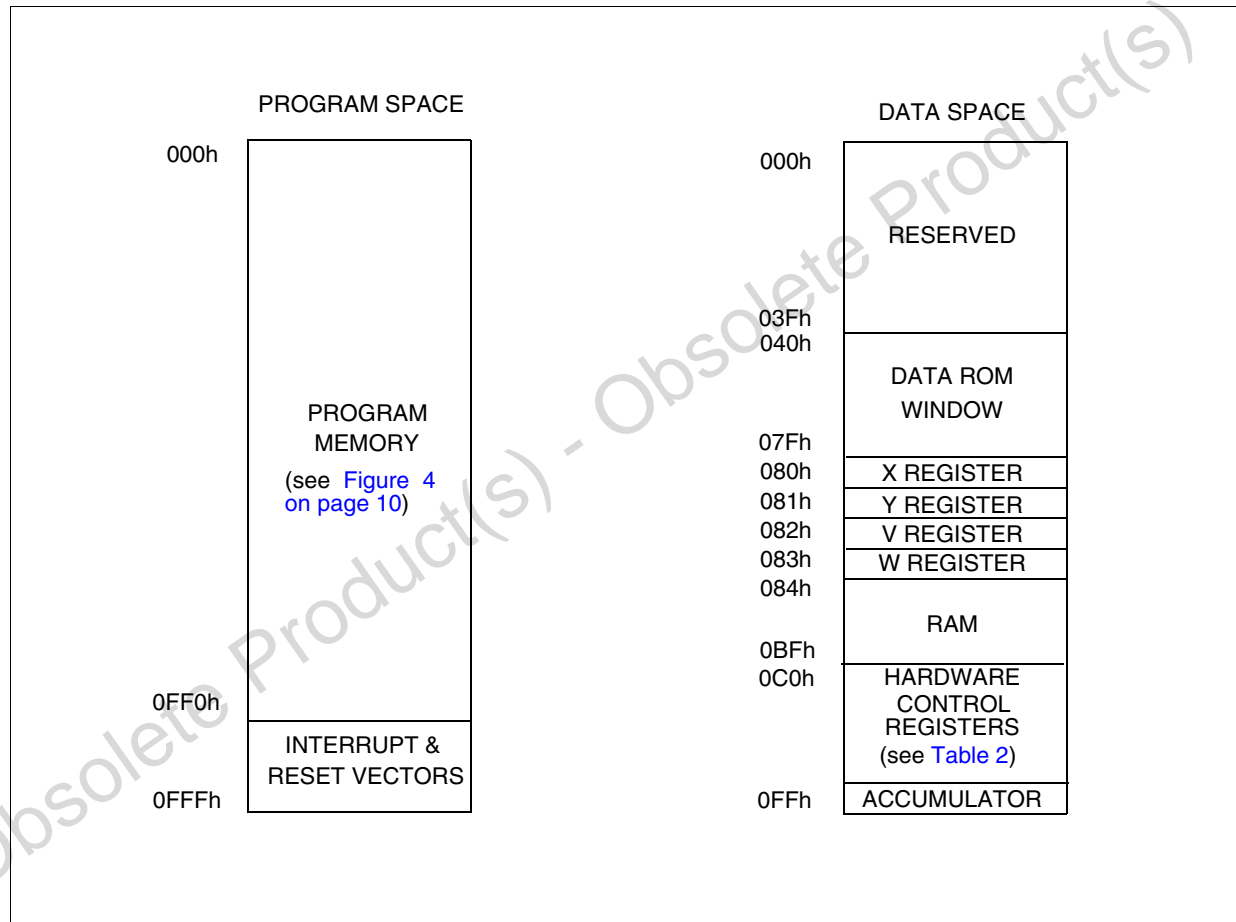 PROGRAM SPACE
000h
PROGRAM
MEMORY
(see Figure 4
on page 10)
0FF0h
INTERRUPT &
RESET VECTORS
0FFFh
DATA SPACE
000h
RESERVED
03Fh
040h
DATA ROM
WINDOW
07Fh
080h X REGISTER
081h Y REGISTER
082h V REGISTER
083h W REGISTER
084h
RAM
0BFh
0C0h HARDWARE
CONTROL
REGISTERS
(see Table 2)
0FFh ACCUMULATOR
Obsolete Product(s) - Obsolete Product(s)